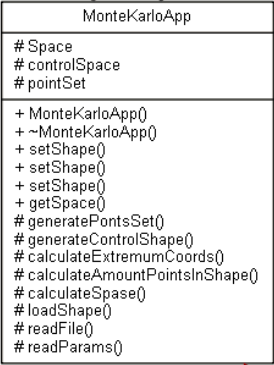 MonteKarloApp
# Space
# controlSpace
# pointSet
+ MonteKarloApp()
+ ~MonteKarloApp()
+ setShape()
+ setShape()
+ setShape()
+ getSpace()
# generatePontsSet()
# generateControlShape()
# calculateExtremumCoords()
# calculateAmountPointsInShape()
# calculateSpase()
# loadShape()
# readFile()
# readParams()